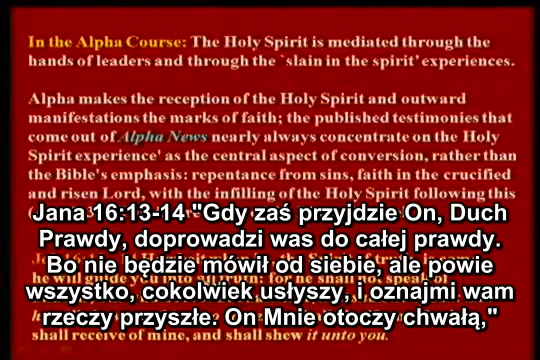 In the Alpha Course: The Holy Spirit is mediated through the
hands of leaders and through the `slain in the spirit' experiences.
Alpha makes the reception of the Holy Spirit and outward
manifestations the marks of faith; the published testimonies that
come out of Alpha News nearly always concentrate on the Holy
Spirit experience' as the central aspect of conversion, rather than
the Bible's emphasis: repentance from sins, faith in the crucified
and risen Lord, with the infilling of the Holy Spirit following this
Jana 16:13-14 "Gdy zaś przyjdzie On, Duch
Prawdy, doprowadzi was do całej prawdy.
Bo nie będzie mówił od siebie, ale powie
wszystko, cokolwiek usłyszy, i oznajmi wam
rzeczy przyszłe. On Mnie otoczy chwałą,"
shall receive of mine, and shall shew it unto you.